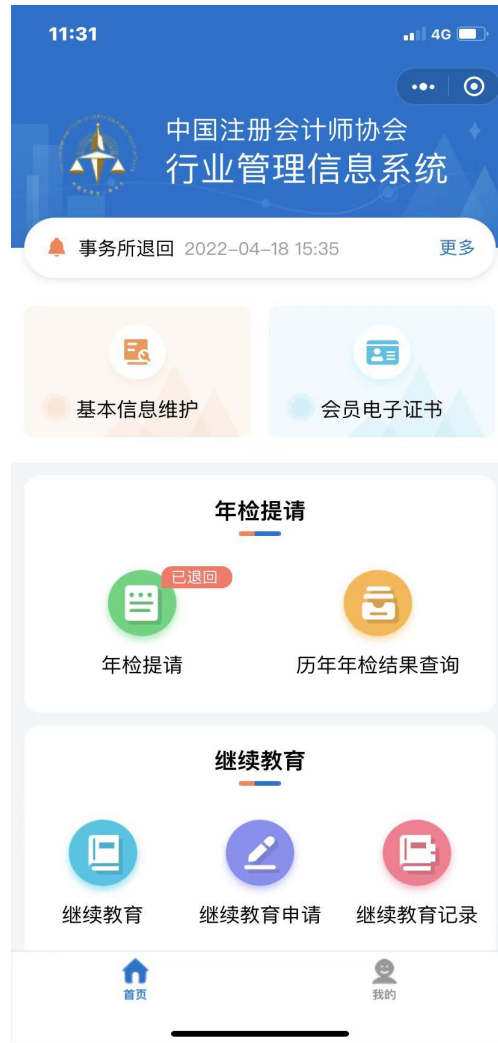 11:31
4G
中国注册会计师协会
行业管理信息系统
事务所退回 2022-04-18 15:35 更多
基本信息维护 会员电子证书
年检提请
已退回
年检提请 历年年检结果查询
继续教育
继续教育 继续教育申请 继续教育记录
首页 我的